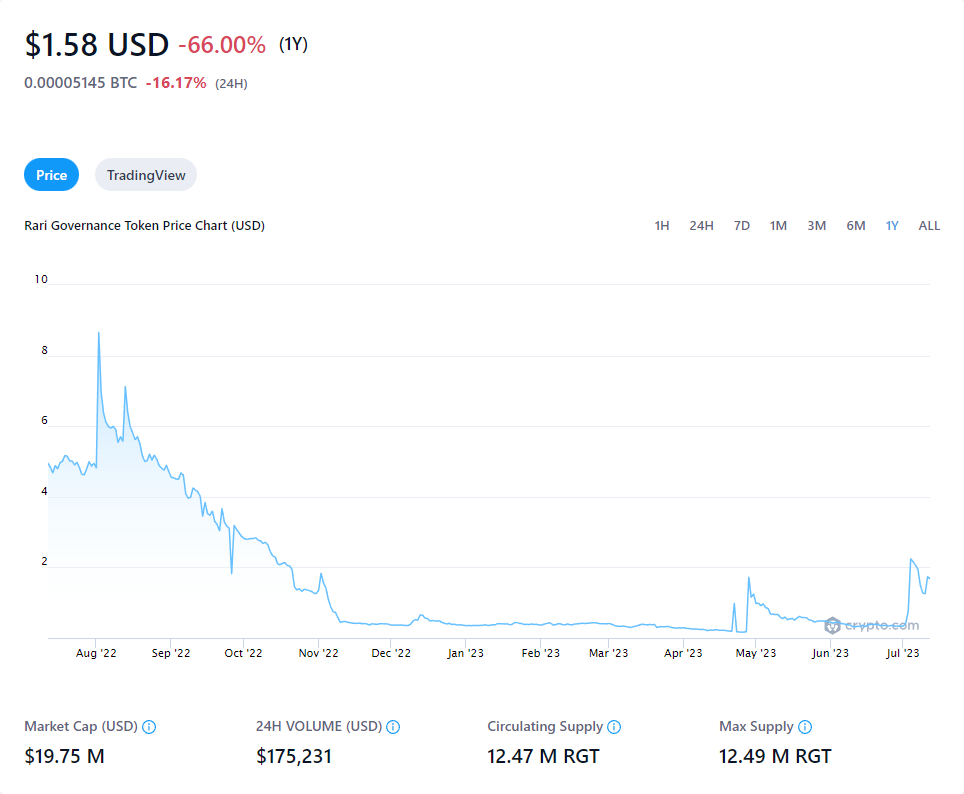 $1.58 USD -66.00% (1Y)
0.00005145 BTC -16.17% (24H)
Price TradingView
Rari Governance Token Price Chart (USD) 1H 24H 7D 1M 3M 6M 1Y ALL
10
8
6
4
2
crypto.com
Aug '22 Sep '22 Oct '22 Nov '22 Dec '22 Jan '23 Feb '23 Mar '23 Apr '23 May '23 Jun '23 Jul '23
Market Cap (USD) 24H VOLUME (USD) Circulating Supply Max Supply
$19.75 M $175,231 12.47 M RGT 12.49 M RGT